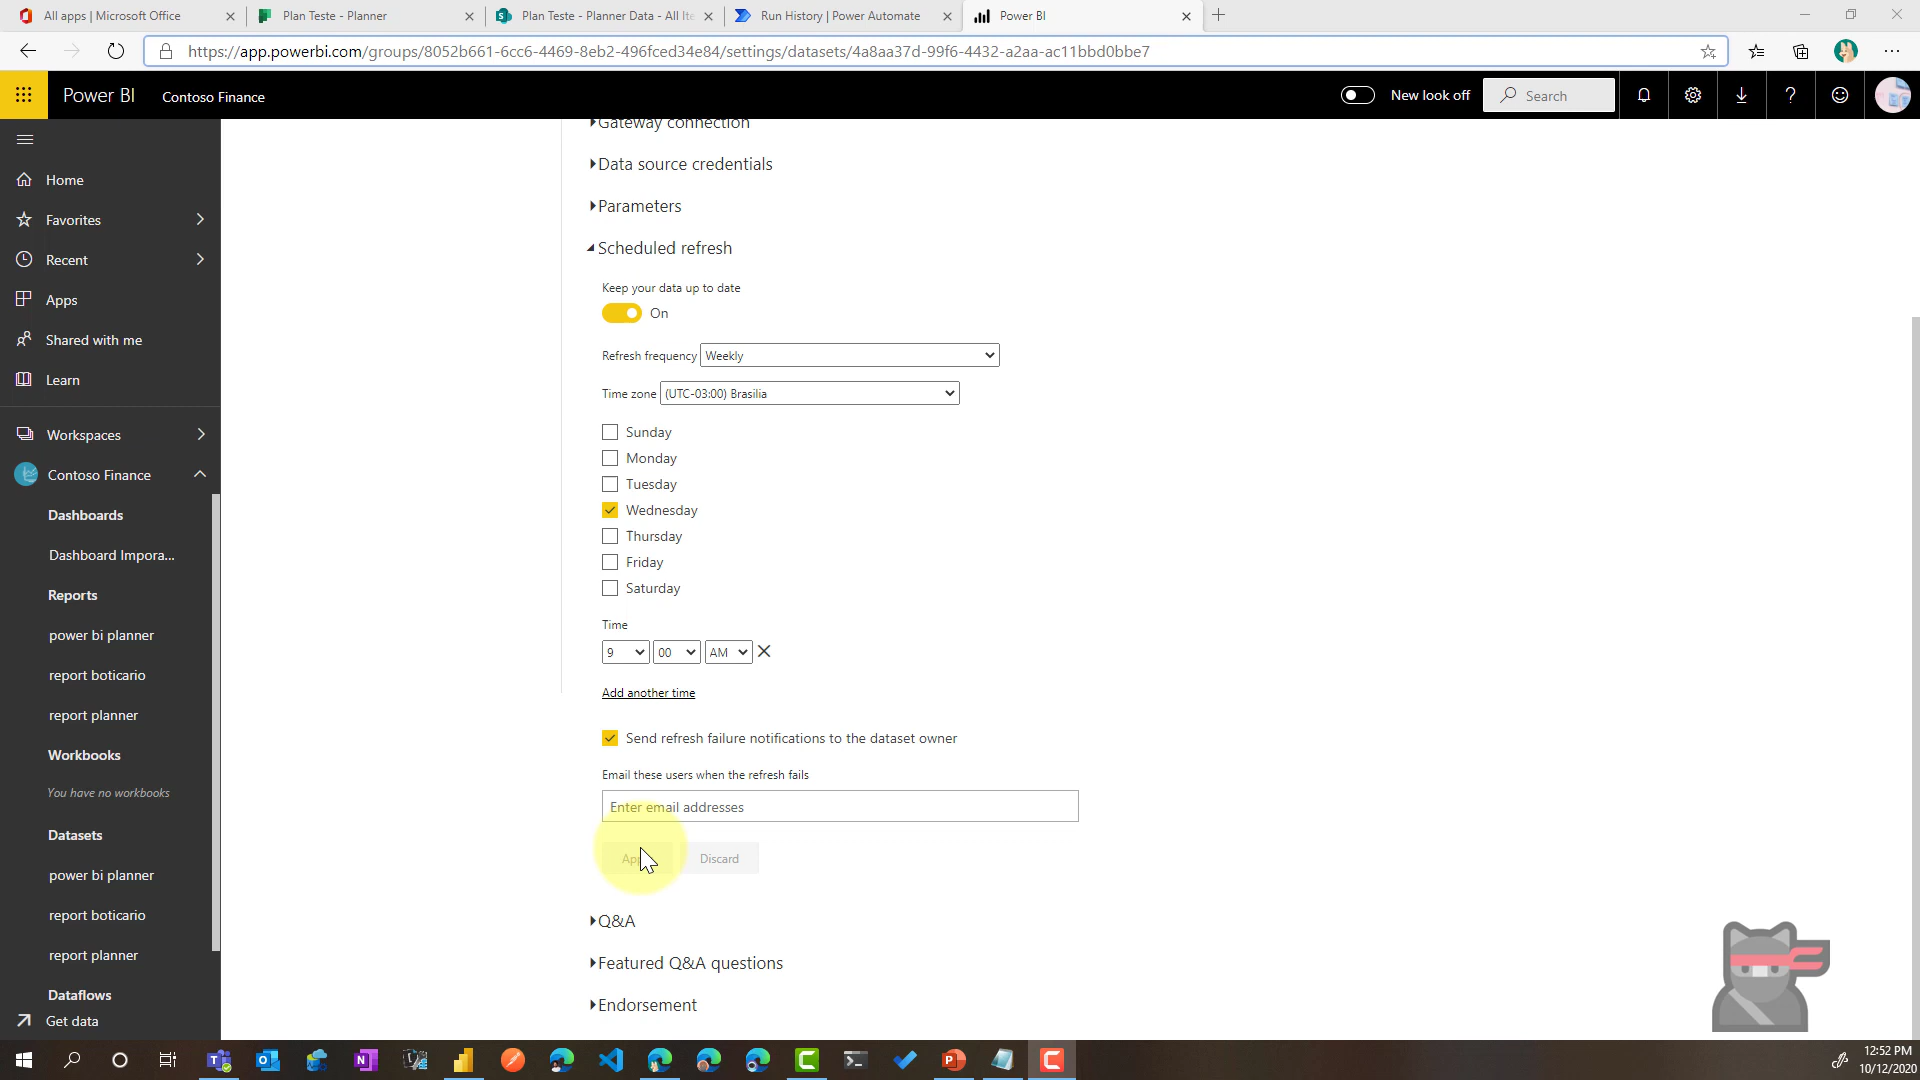 All apps | Microsoft Office
Plan Teste - Planner
Plan Teste - Planner Data - All Ite
Run History | Power Automate
Power BI
https://app.powerbi.com/groups/8052b661-6cc6-4469-8eb2-496fced34e84/settings/datasets/4a8aa37d-99f6-4432-a2aa-ac11bbd0bbe7
Power BI
Contoso Finance
New look off
Search
Home
Favorites
Recent
Apps
Shared with me
Learn
Workspaces
Contoso Finance
Dashboards
Dashboard Impora...
Reports
power bi planner
report boticario
report planner
Workbooks
You have no workbooks
Datasets
power bi planner
report boticario
report planner
Dataflows
Get data
Gateway connection
Data source credentials
Parameters
Scheduled refresh
Keep your data up to date
On
Refresh frequency Weekly
Time zone (UTC-03:00) Brasilia
Sunday
Monday
Tuesday
Wednesday
Thursday
Friday
Saturday
Time
9 00 AM
Add another time
Send refresh failure notifications to the dataset owner
Email these users when the refresh fails
Enter email addresses
Discard
Q&A
Featured Q&A questions
Endorsement
12:52 PM
10/12/2020